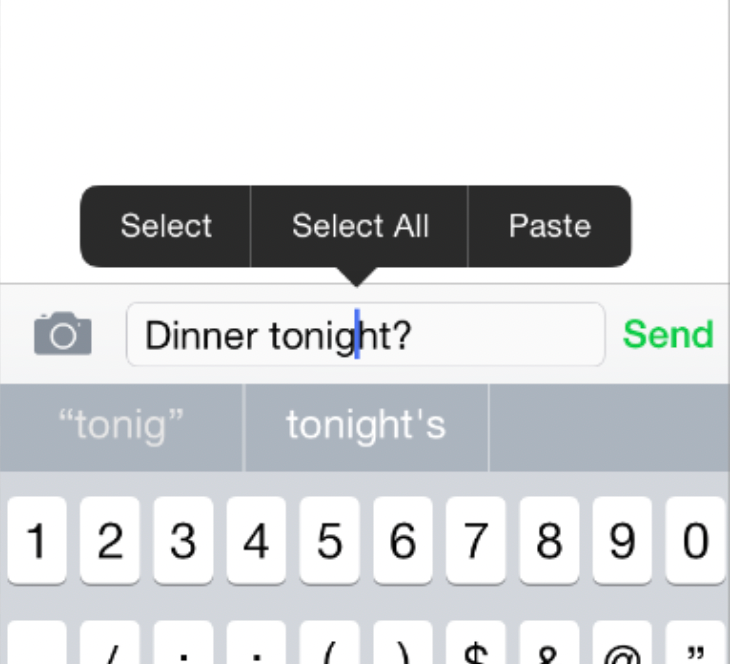 Select Select All Paste
Dinner tonight? Send
“tonig” tonight's
1 2 3 4 5 6 7 8 9 0
/ : ; ( ) $ & @ ”